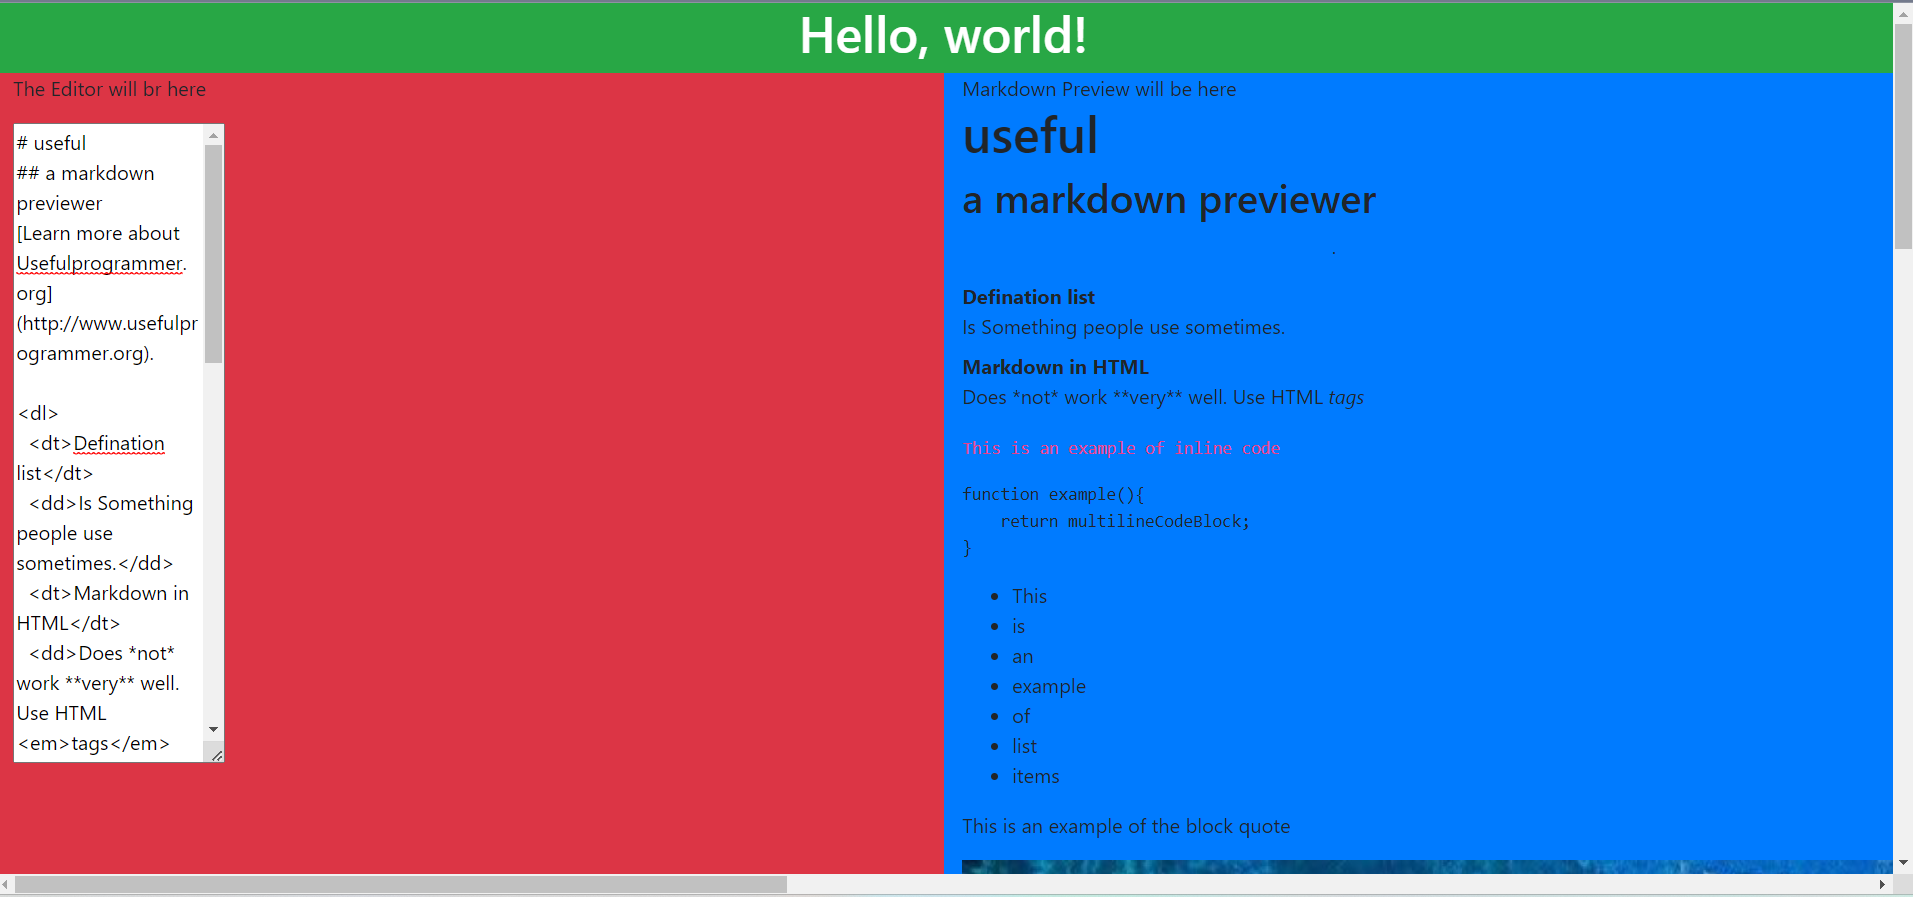 Hello, world!
The Editor will br here
# useful
## a markdown
previewer
[Learn more about
Usefulprogrammer.
org]
(http://www.usefulpr
ogrammer.org).
<dl>
<dt>Defination
list</dt>
<dd>Is Something
people use
sometimes.</dd>
<dt>Markdown in
HTML</dt>
<dd>Does *not*
work **very** well.
Use HTML
<em>tags</em>
Markdown Preview will be here
useful
a markdown previewer
.
Defination list
Is Something people use sometimes.
Markdown in HTML
Does *not* work **very** well. Use HTML tags
This is an example of inline code
function example(){
return multilineCodeBlock;
}
This
is
an
example
of
list
items
This is an example of the block quote